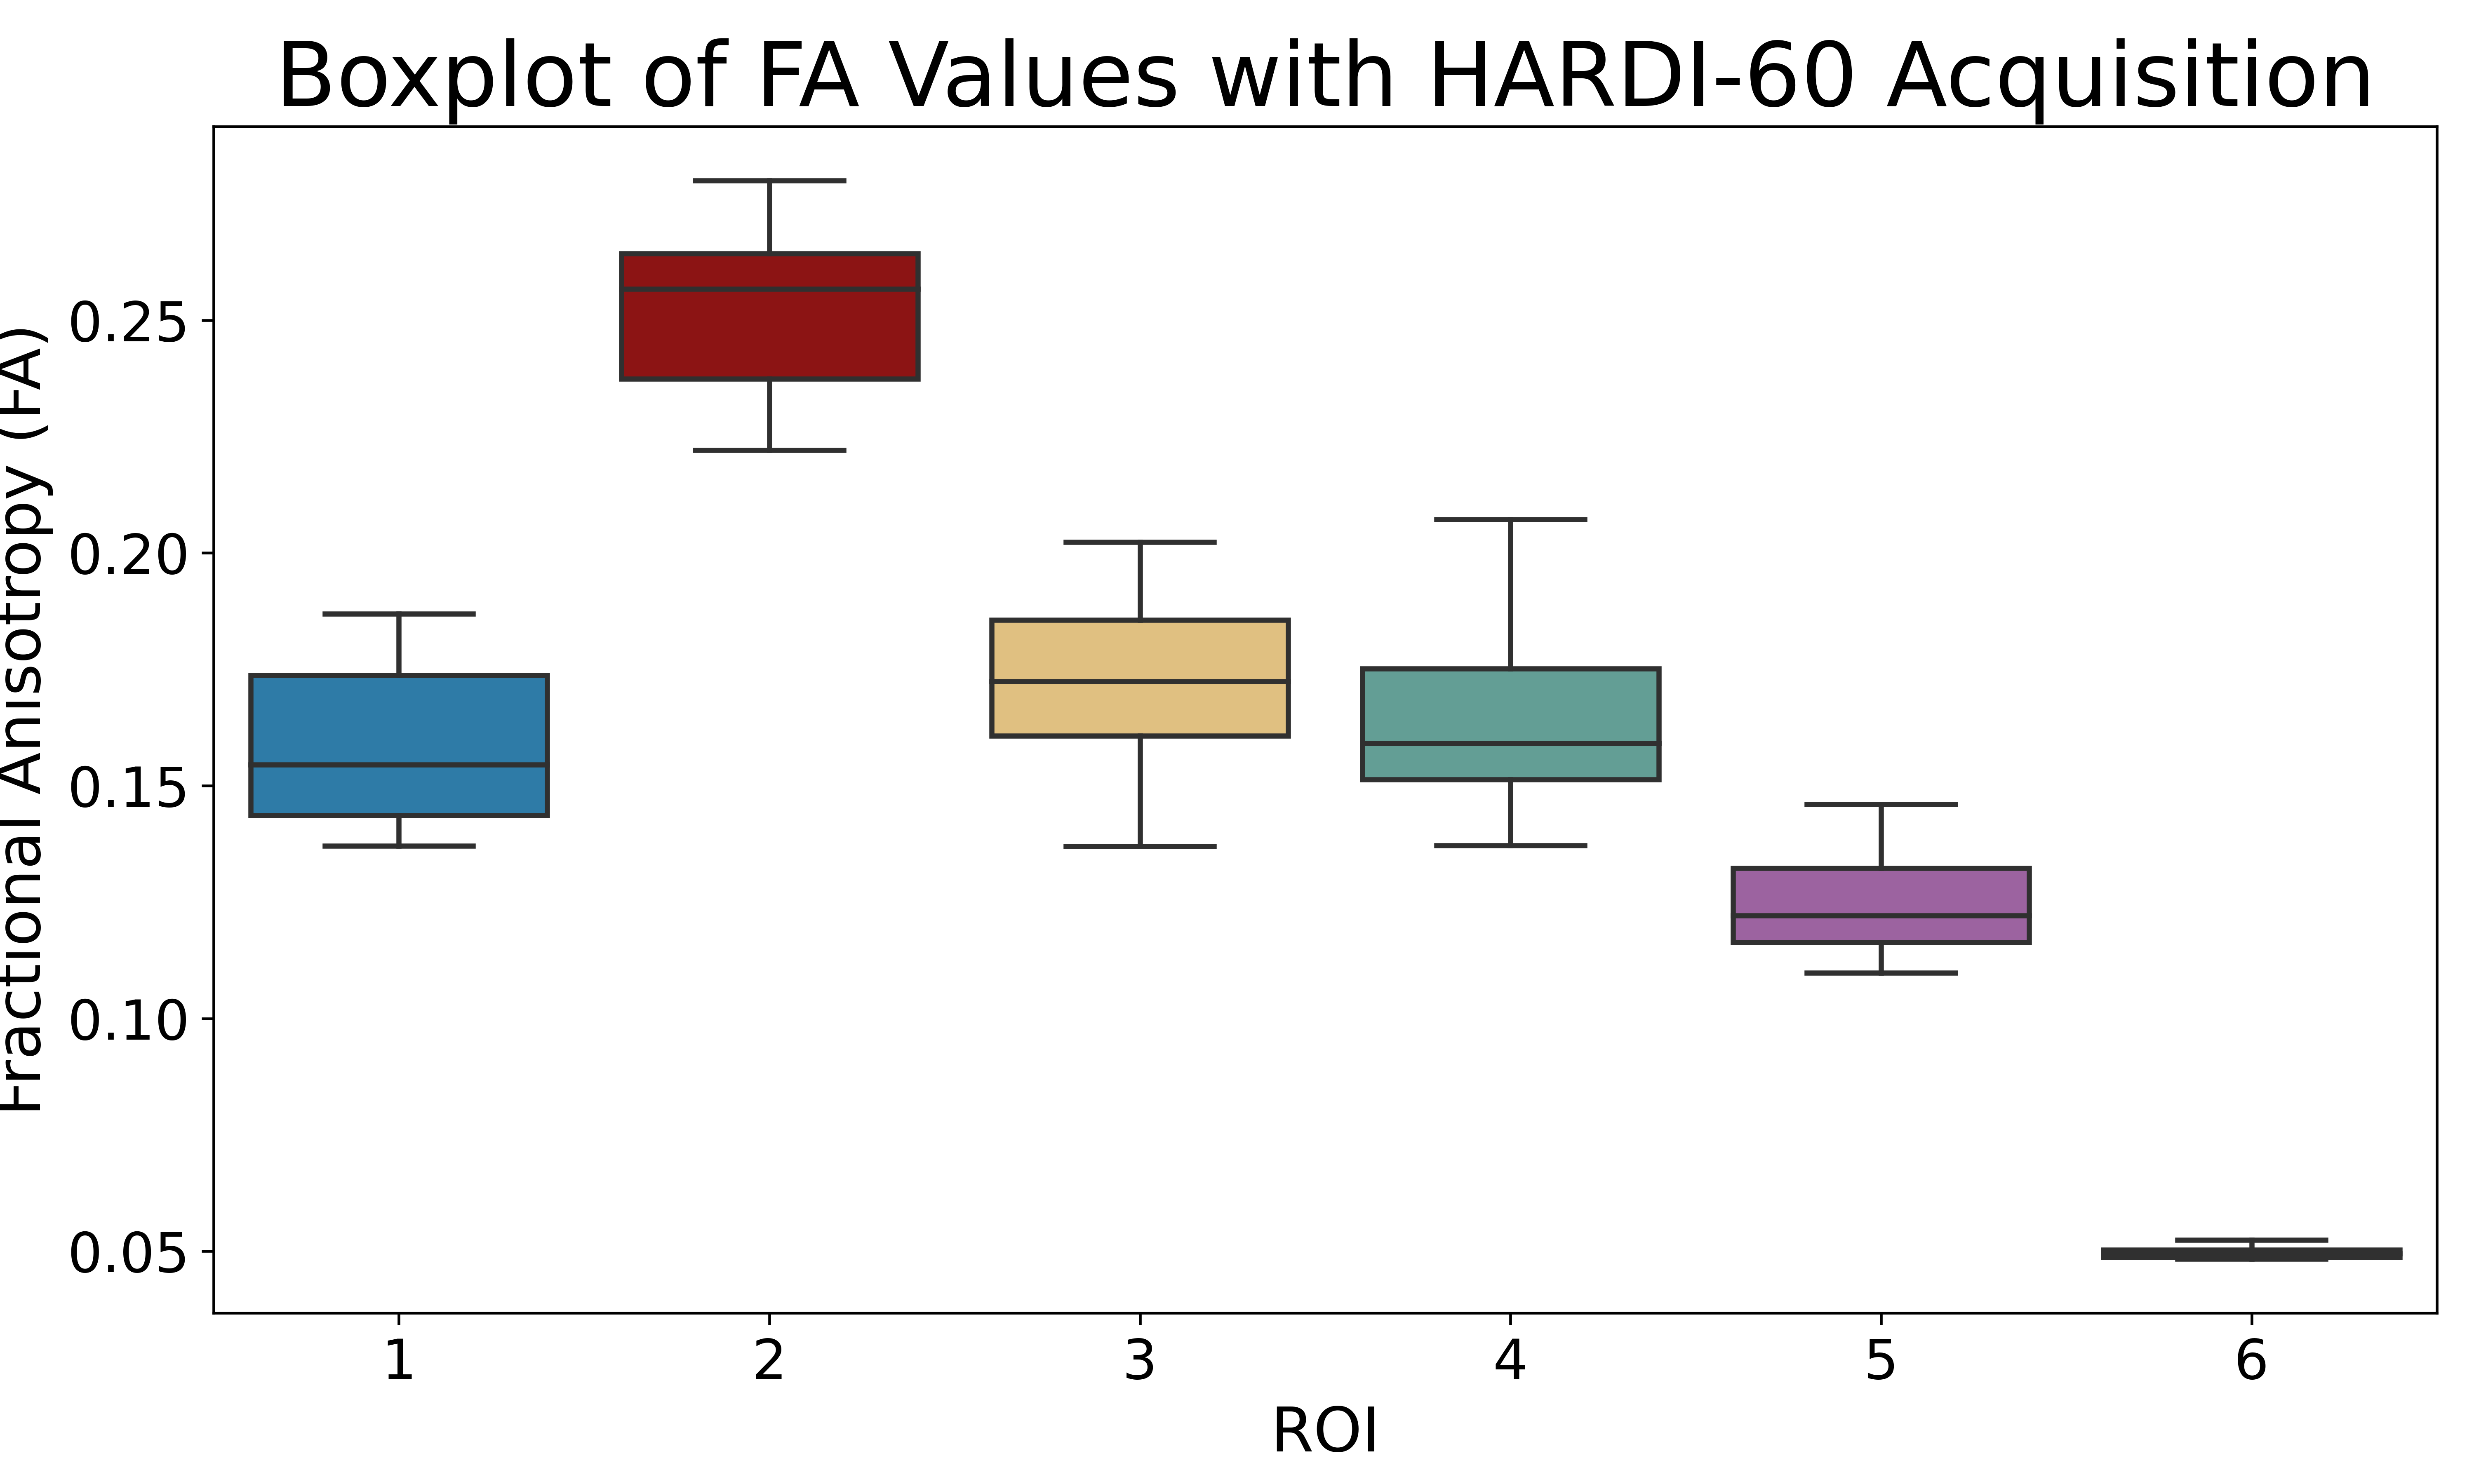 Boxplot of FA Values with HARDI-60 Acquisition
Fractional Anisotropy (FA)
0.25
0.20
0.15
0.10
0.05
1 2 3 4 5 6
ROI